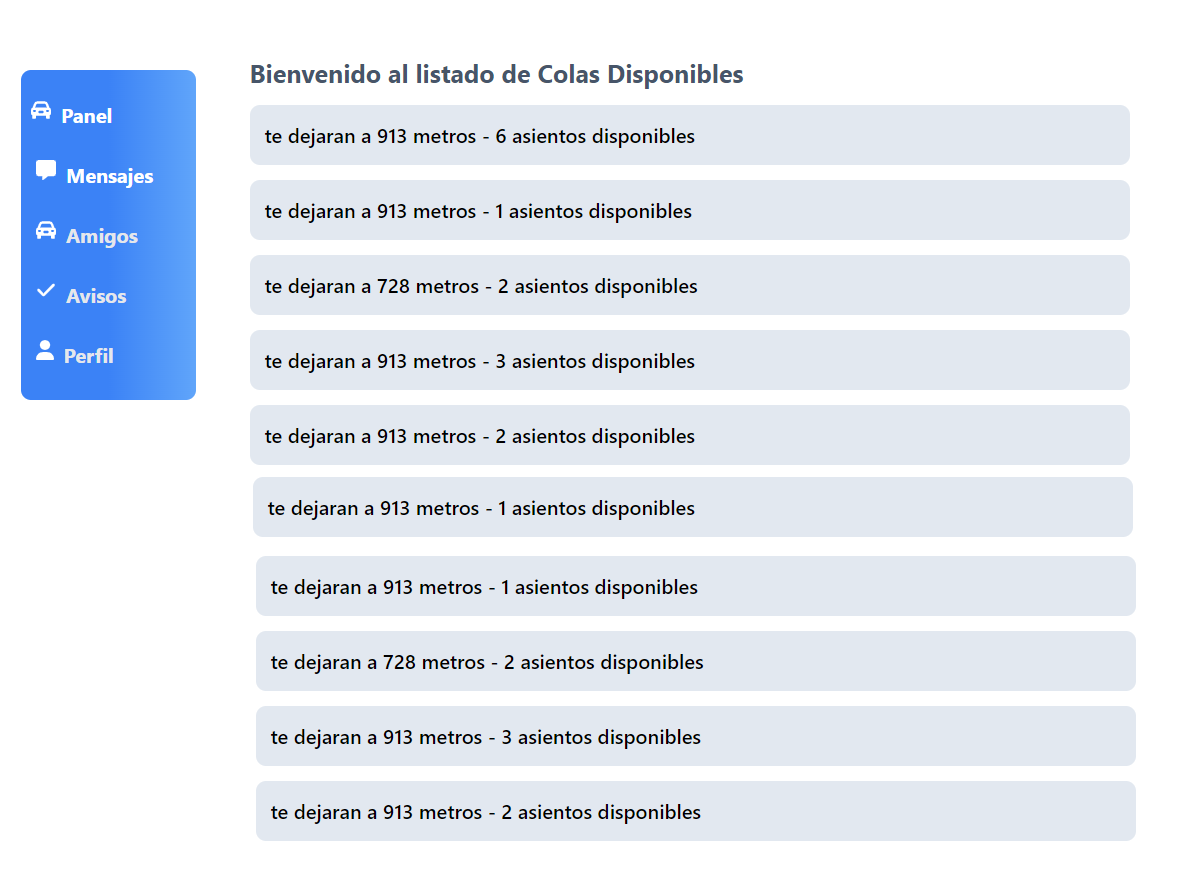 Bienvenido al listado de Colas Disponibles
Panel
Mensajes
Amigos
Avisos
Perfil
te dejaran a 913 metros - 6 asientos disponibles
te dejaran a 913 metros - 1 asientos disponibles
te dejaran a 728 metros - 2 asientos disponibles
te dejaran a 913 metros - 3 asientos disponibles
te dejaran a 913 metros - 2 asientos disponibles
te dejaran a 913 metros - 1 asientos disponibles
te dejaran a 913 metros - 1 asientos disponibles
te dejaran a 728 metros - 2 asientos disponibles
te dejaran a 913 metros - 3 asientos disponibles
te dejaran a 913 metros - 2 asientos disponibles